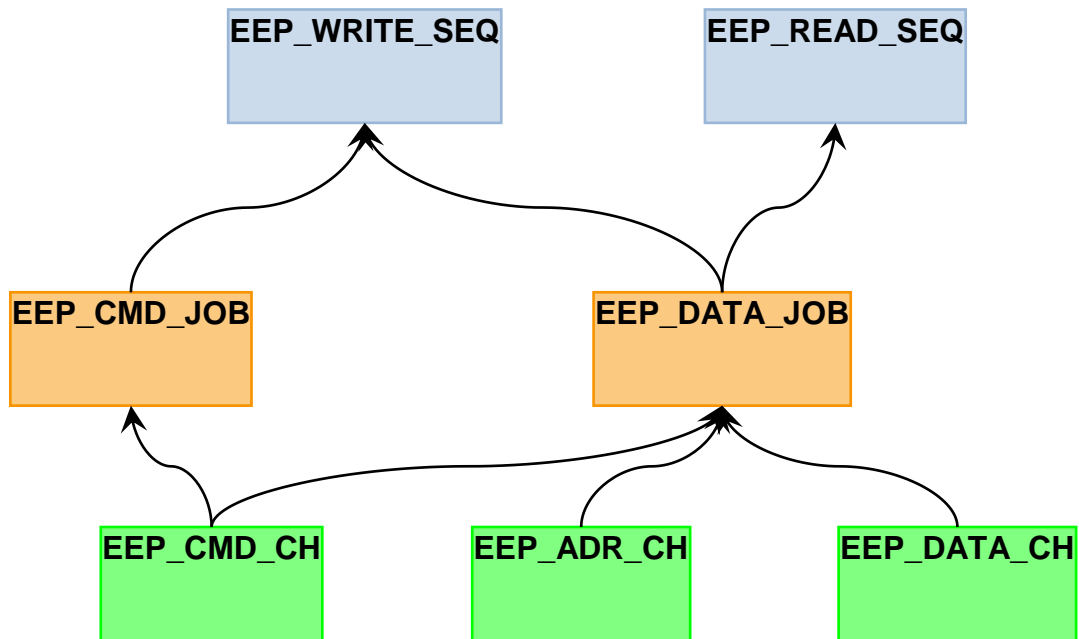 EEP_WRITE_SEQ
EEP_READ_SEQ
EEP_CMD_JOB
EEP_DATA_JOB
EEP_CMD_CH
EEP_ADR_CH
EEP_DATA_CH